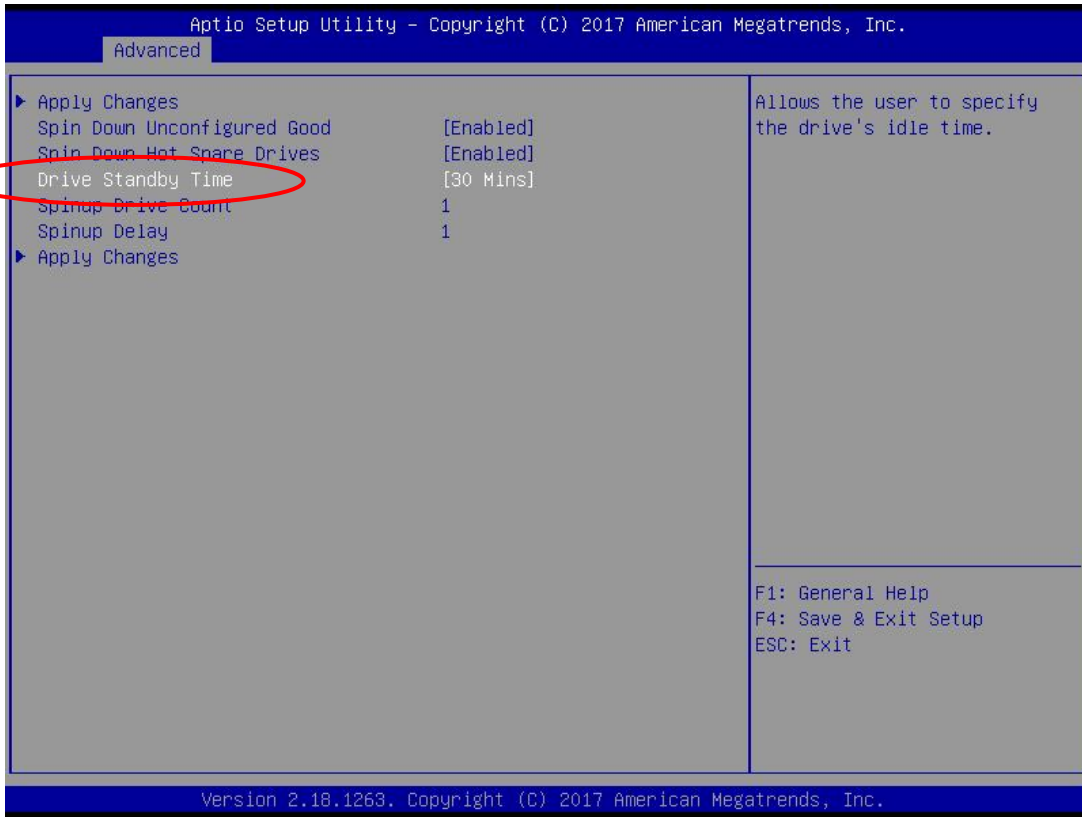 Aptio Setup Utility – Copyright (C) 2017 American Megatrends, Inc.
Advanced
Apply Changes
Spin Down Unconfigured Good [Enabled]
Spin Down Hot Spare Drives [Enabled]
Drive Standby Time [30 Mins]
Spinup Drive Count 1
Spinup Delay 1
Apply Changes
Allows the user to specify
the drive's idle time.
F1: General Help
F4: Save & Exit Setup
ESC: Exit
Version 2.18.1263. Copyright (C) 2017 American Megatrends, Inc.